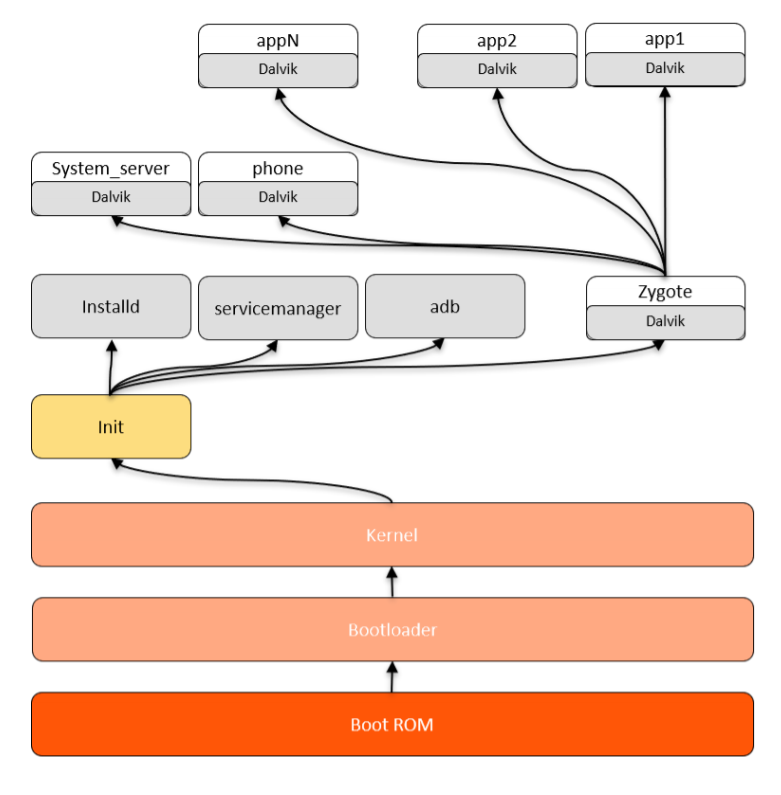 appN
Dalvik
app2
Dalvik
app1
Dalvik
System_server
Dalvik
phone
Dalvik
Installd
servicemanager
adb
Zygote
Dalvik
Init
Kernel
Bootloader
Boot ROM